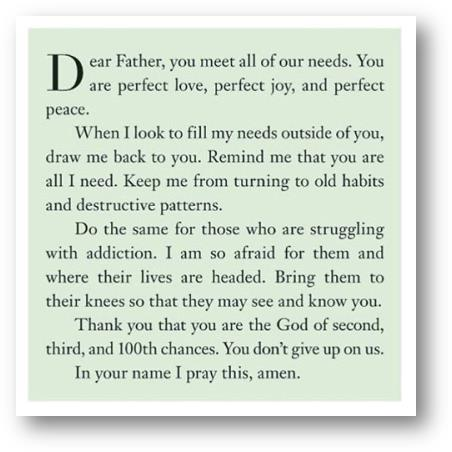 Dear Father, you meet all of our needs. You
are perfect love, perfect joy, and perfect
peace.
When I look to fill my needs outside of you,
draw me back to you. Remind me that you are
all I need. Keep me from turning to old habits
and destructive patterns.
Do the same for those who are struggling
with addiction. I am so afraid for them and
where their lives are headed. Bring them to
their knees so that they may see and know you.
Thank you that you are the God of second,
third, and 100th chances. You don’t give up on us.
In your name I pray this, amen.